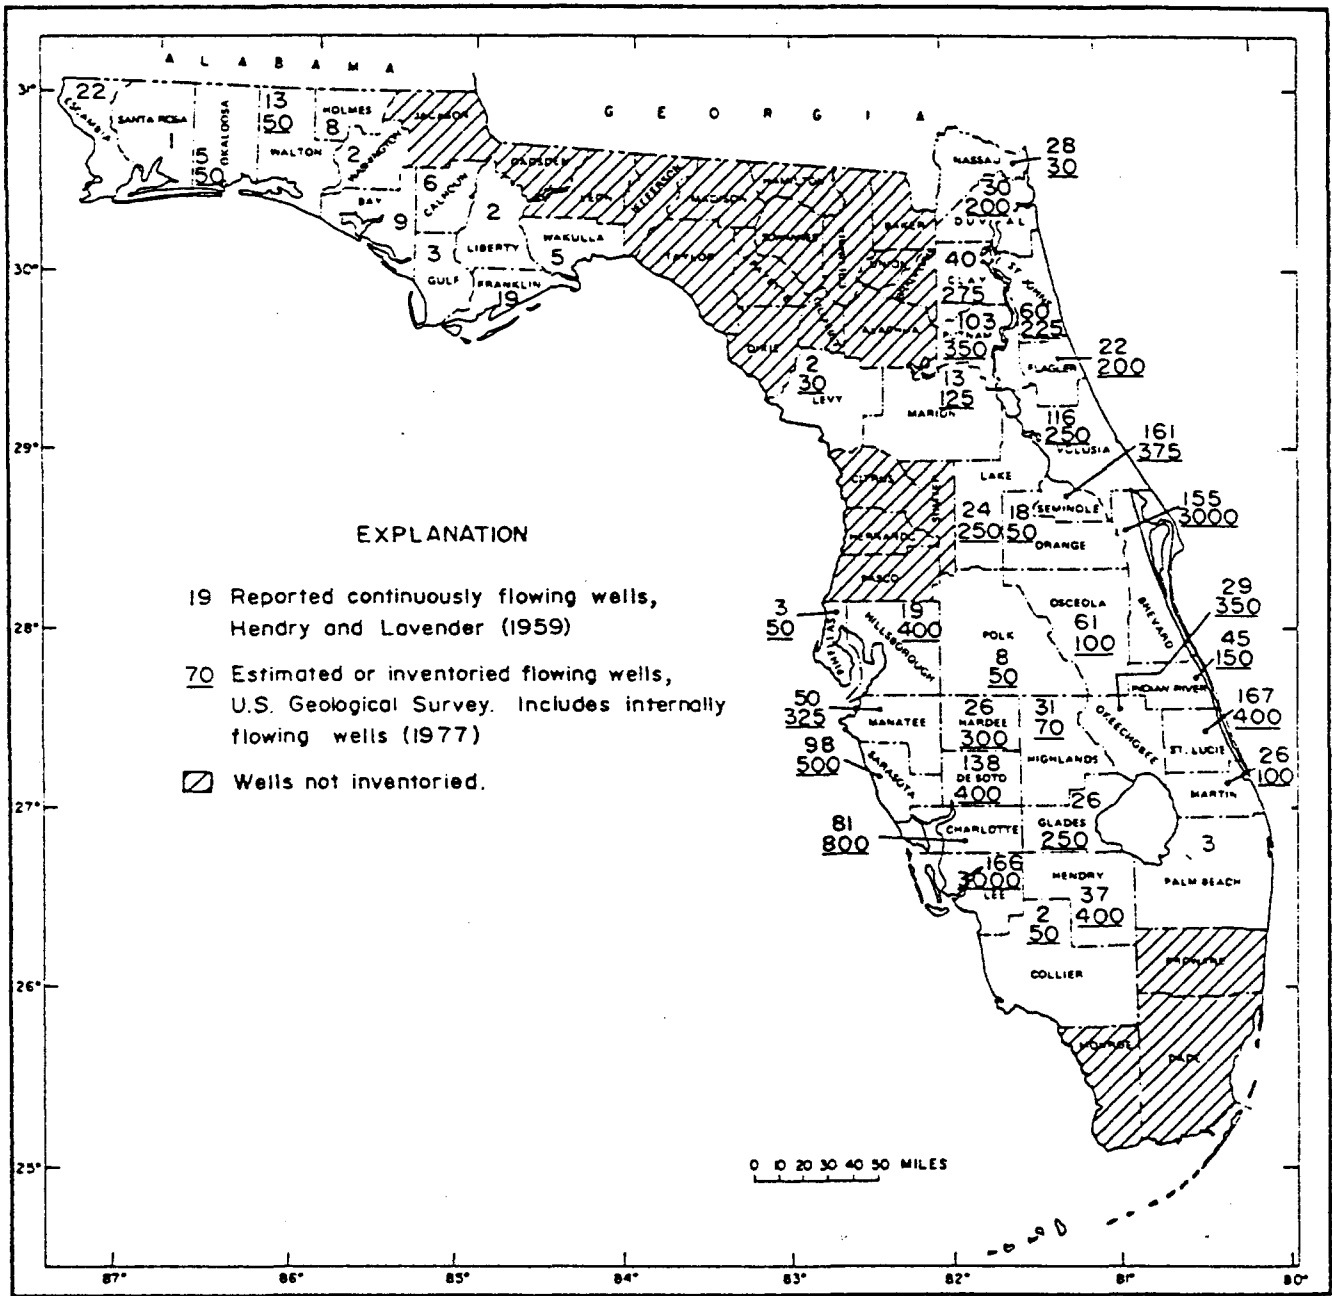 A L A B A M A
G E O R G I A
31°
30°
29°
28°
27°
26°
25°
87°
86°
85°
84°
83°
82°
81°
80°
22
ESCAMBIA
SANTA ROSA
1
5
50
OKALOOSA
13
50
WALTON
HOLMES
8
2
WASHINGTON
JACKSON
BAY
9
6
CALHOUN
3
GULF
2
LIBERTY
FRANKLIN
19
WAKULLA
5
GADSDEN
LEON
JEFFERSON
MADISON
TAYLOR
HAMILTON
SUWANNEE
DIXIE
BAKER
UNION
ALACHUA
NASSAU
28
30
30
200
DUVAL
40
CLAY
275
ST. JOHNS
60
225
103
PUTNAM
350
FLAGLER
22
200
2
30
LEVY
13
125
MARION
116
250
VOLUSIA
161
375
CITRUS
SUMTER
LAKE
24
250
18
50
SEMINOLE
ORANGE
155
3000
HERNANDO
PASCO
EXPLANATION
19 Reported continuously flowing wells,
Hendry and Lavender (1959)
70 Estimated or inventoried flowing wells,
U.S. Geological Survey. Includes internally
flowing wells (1977)
Wells not inventoried.
3
50
PINELLAS
HILLSBOROUGH
9
400
POLK
8
50
OSCEOLA
61
100
BREVARD
29
350
45
150
INDIAN RIVER
50
325
MANATEE
26
HARDEE
300
31
70
HIGHLANDS
OKEECHOBEE
167
400
ST. LUCIE
98
500
SARASOTA
138
DE SOTO
400
26
100
MARTIN
81
800
CHARLOTTE
26
GLADES
250
3
PALM BEACH
166
3000
LEE
HENDRY
37
400
2
50
COLLIER
BROWARD
MONROE
DADE
0 10 20 30 40 50 MILES